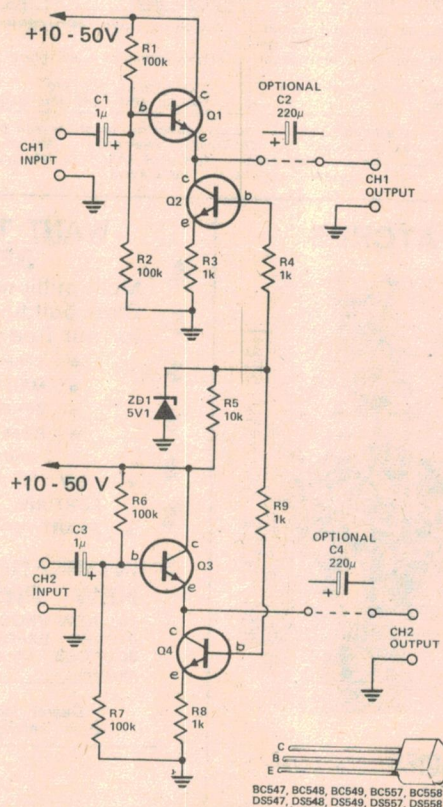 +10 - 50V
R1
100k
C1
1μ
+
b
c
Q1
e
CH1
INPUT
OPTIONAL
C2
220μ
+
CH1
OUTPUT
c
Q2
b
e
R2
100k
R3
1k
R4
1k
ZD1
5V1
R5
10k
+10 - 50 V
R6
100k
C3
1μ
+
b
c
Q3
e
CH2
INPUT
R9
1k
OPTIONAL
C4
220μ
+
CH2
OUTPUT
c
Q4
b
e
R7
100k
R8
1k
C
B
E
BC547, BC548, BC549, BC557, BC558
DS547, DS548, DS549, DS557, DS558